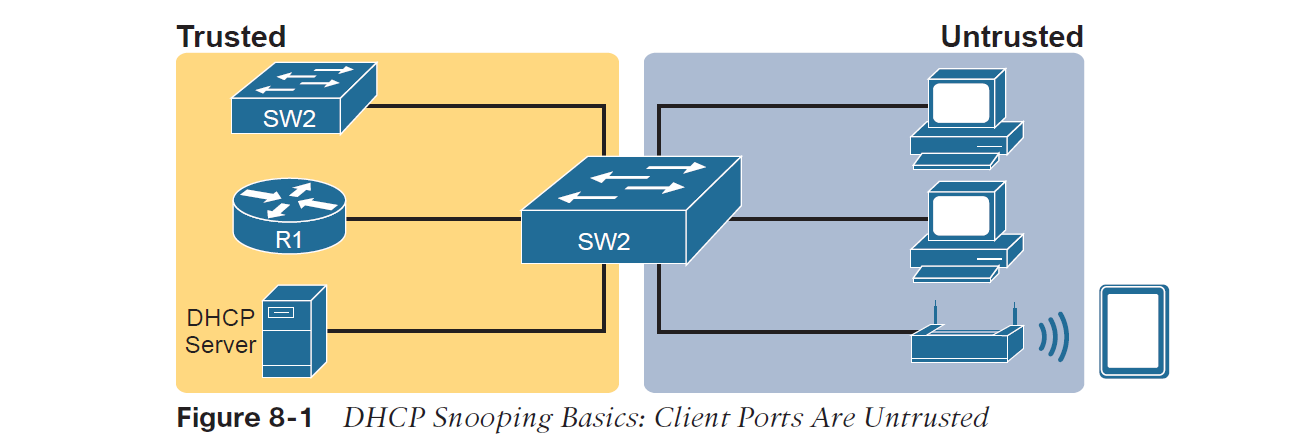 Trusted
Untrusted
SW2
R1
SW2
DHCP
Server
Figure 8-1 DHCP Snooping Basics: Client Ports Are Untrusted